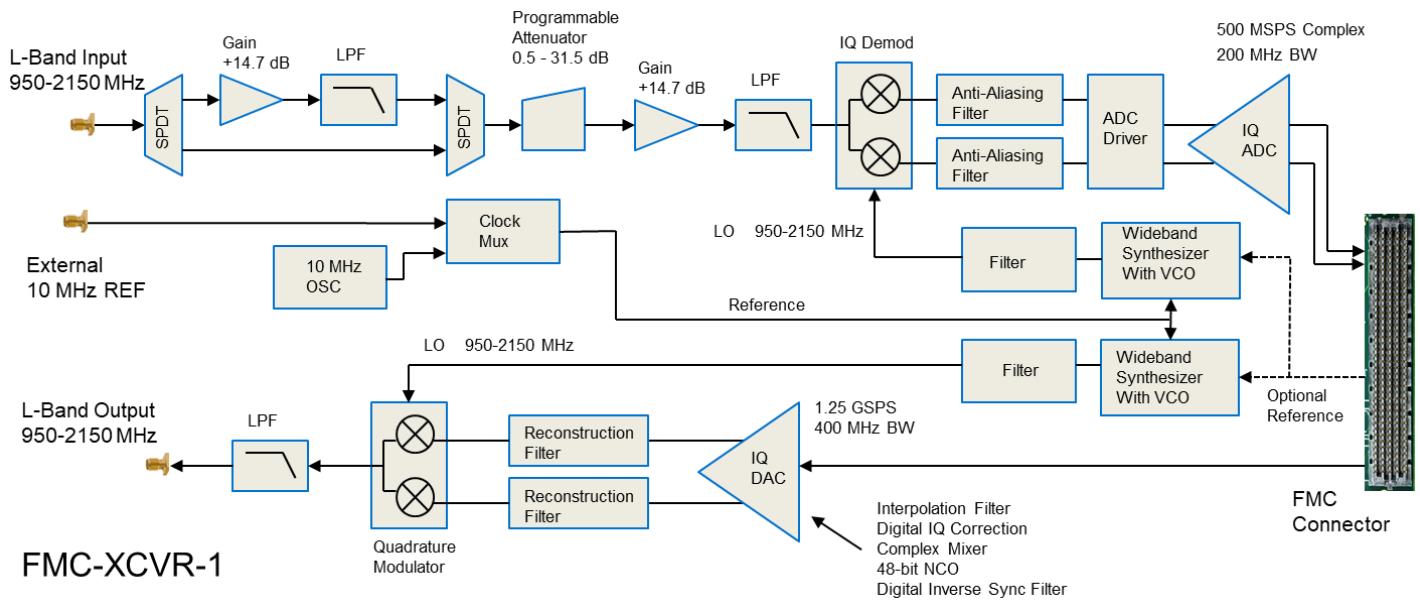 L-Band Input
950-2150 MHz
SPDT
Gain
+14.7 dB
LPF
SPDT
Programmable
Attenuator
0.5 - 31.5 dB
Gain
+14.7 dB
LPF
IQ Demod
Anti-Aliasing
Filter
Anti-Aliasing
Filter
ADC
Driver
500 MSPS Complex
200 MHz BW
IQ
ADC
External
10 MHz REF
10 MHz
OSC
Clock
Mux
Reference
LO 950-2150 MHz
Filter
Wideband
Synthesizer
With VCO
LO 950-2150 MHz
Filter
Wideband
Synthesizer
With VCO
Optional
Reference
L-Band Output
950-2150 MHz
LPF
Quadrature
Modulator
Reconstruction
Filter
Reconstruction
Filter
1.25 GSPS
400 MHz BW
IQ
DAC
Interpolation Filter
Digital IQ Correction
Complex Mixer
48-bit NCO
Digital Inverse Sync Filter
FMC
Connector
FMC-XCVR-1